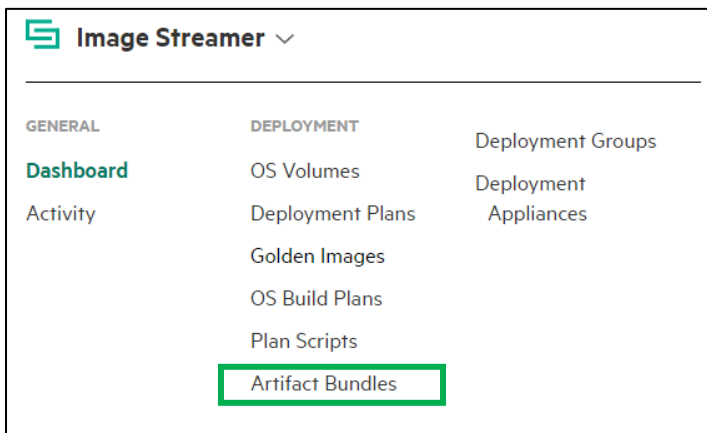 Image Streamer
GENERAL
Dashboard
Activity
DEPLOYMENT
OS Volumes
Deployment Plans
Golden Images
OS Build Plans
Plan Scripts
Artifact Bundles
Deployment Groups
Deployment
Appliances